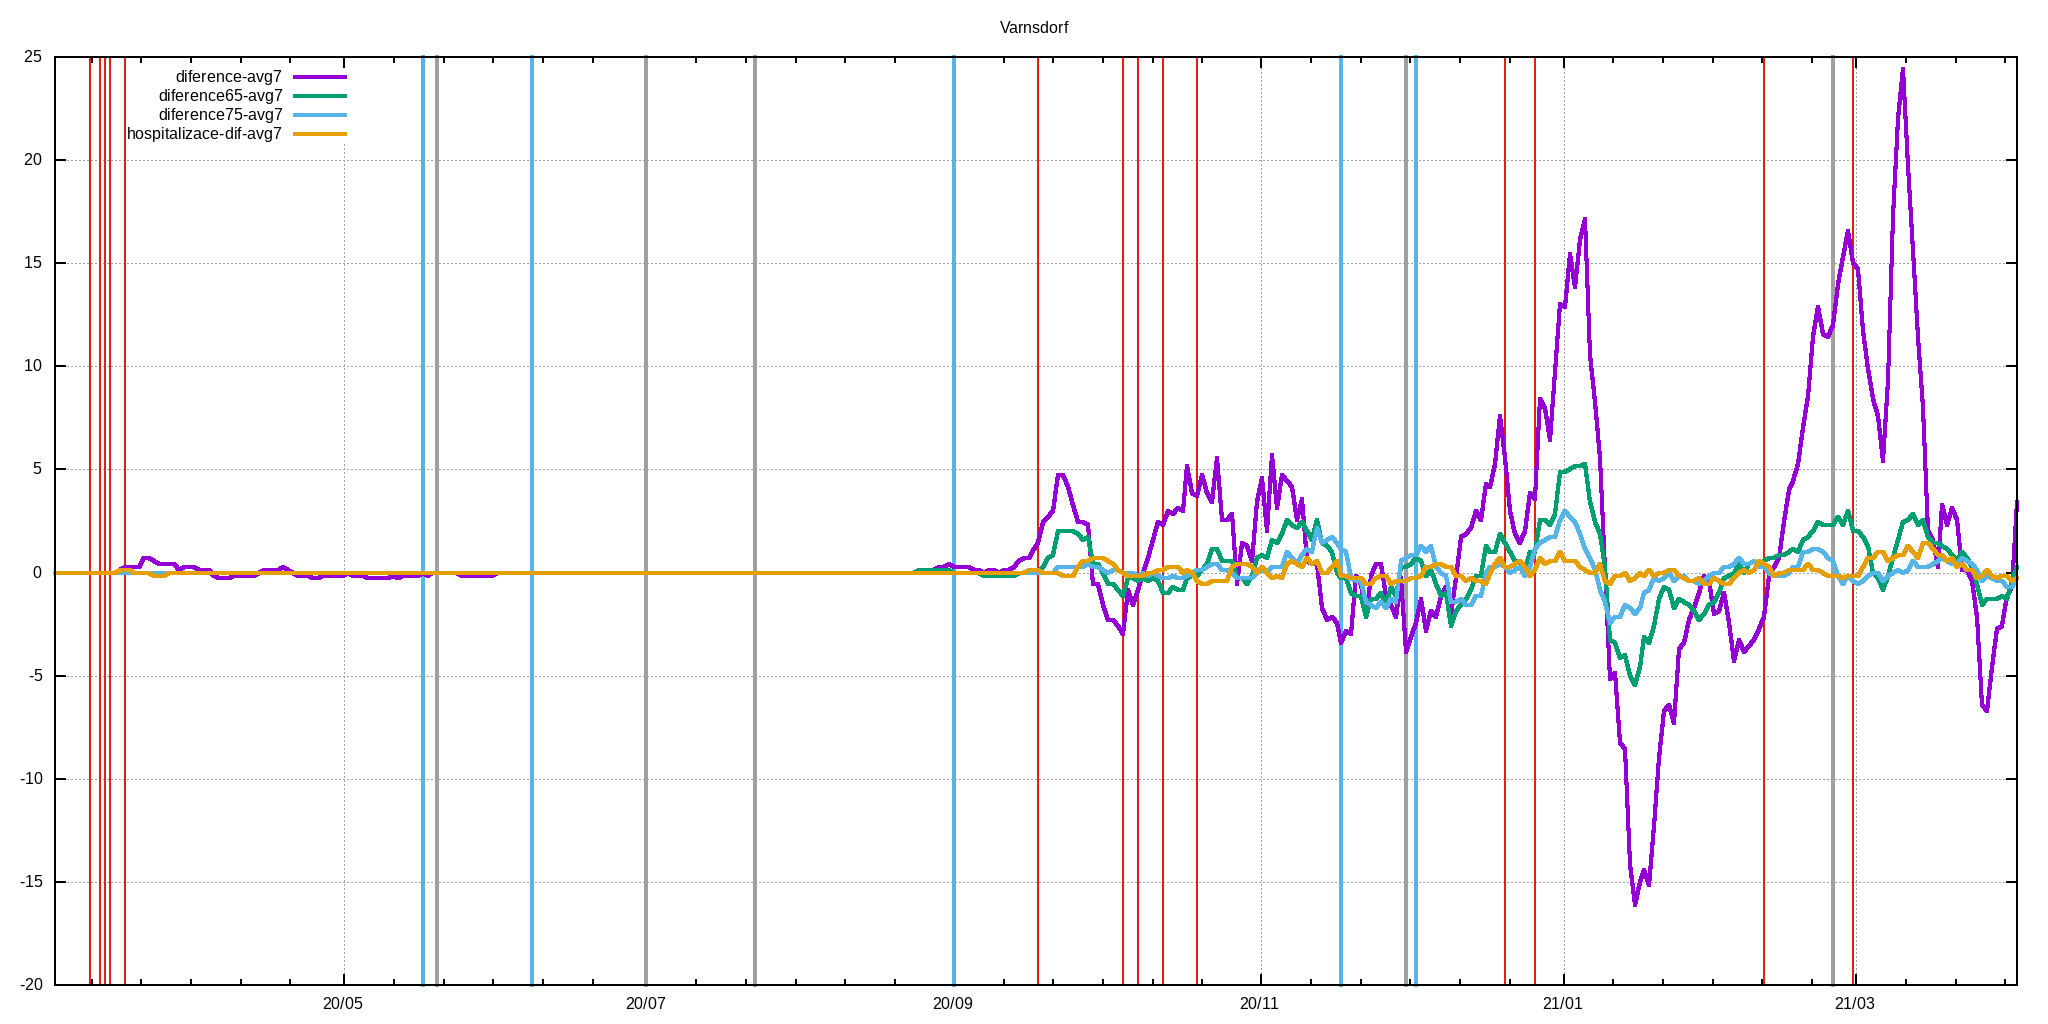 Varnsdorf
diference-avg7
diference65-avg7
diference75-avg7
hospitalizace-dif-avg7
25
20
15
10
5
0
-5
-10
-15
-20
20/05 20/07 20/09 20/11 21/01 21/03